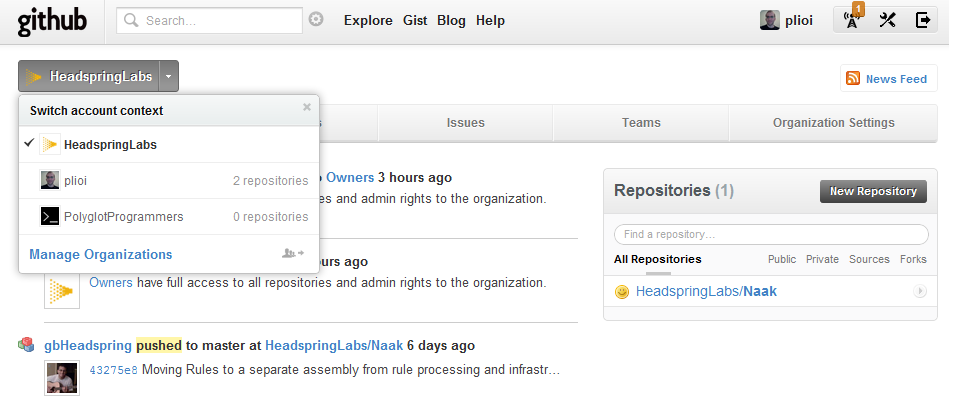 github
Search...
Explore Gist Blog Help
plioi
1
HeadspringLabs
News Feed
Switch account context
Issues
Teams
Organization Settings
HeadspringLabs
plioi 2 repositories
PolyglotProgrammers 0 repositories
Manage Organizations
Owners 3 hours ago
and admin rights to the organization.
ours ago
Owners have full access to all repositories and admin rights to the organization.
gbHeadspring pushed to master at HeadspringLabs/Naak 6 days ago
43275e8 Moving Rules to a separate assembly from rule processing and infrastr...
Repositories (1)
New Repository
Find a repository...
All Repositories Public Private Sources Forks
HeadspringLabs/Naak